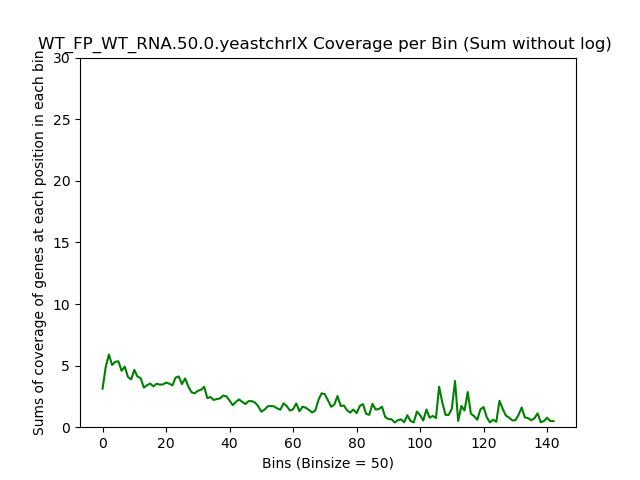 WT_FP_WT_RNA.50.0.yeastchrIX Coverage per Bin (Sum without log)
Sums of coverage of genes at each position in each bin
30
25
20
15
10
5
0
0 20 40 60 80 100 120 140
Bins (Binsize = 50)